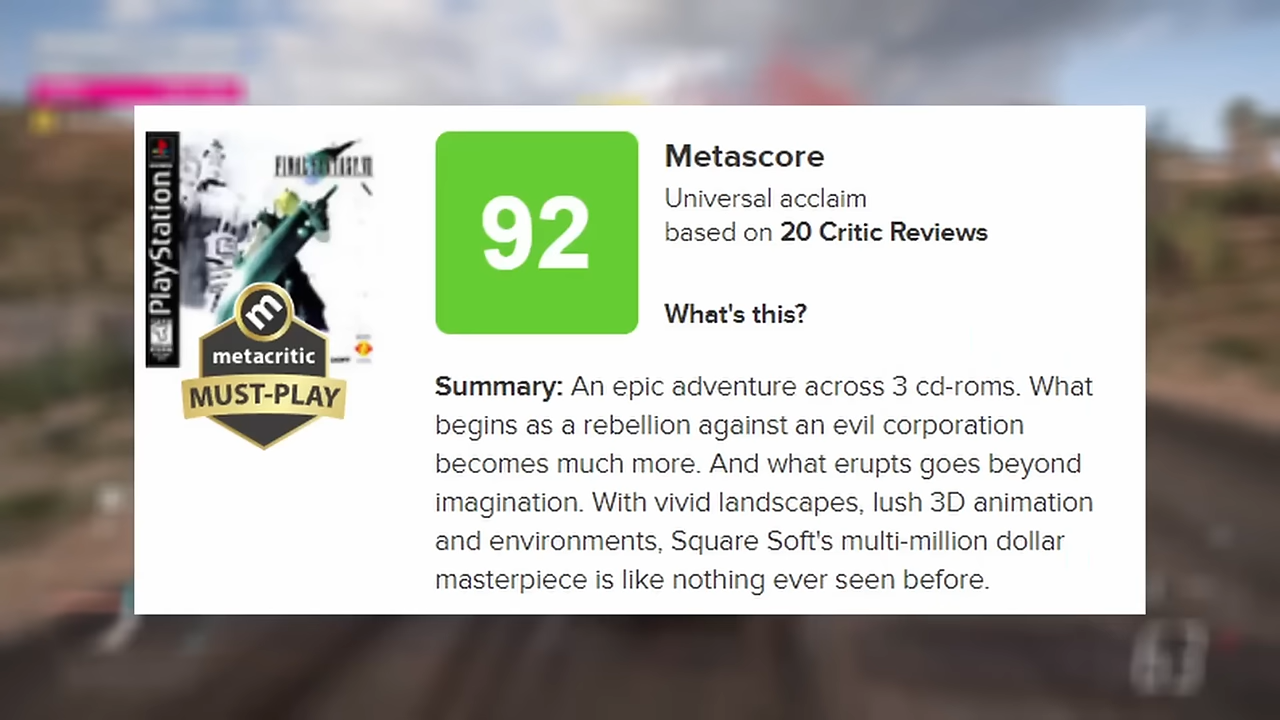 PlayStation
FINAL FANTASY VII
metacritic
MUST-PLAY
92
Metascore
Universal acclaim
based on 20 Critic Reviews
What's this?
Summary: An epic adventure across 3 cd-roms. What
begins as a rebellion against an evil corporation
becomes much more. And what erupts goes beyond
imagination. With vivid landscapes, lush 3D animation
and environments, Square Soft's multi-million dollar
masterpiece is like nothing ever seen before.
63